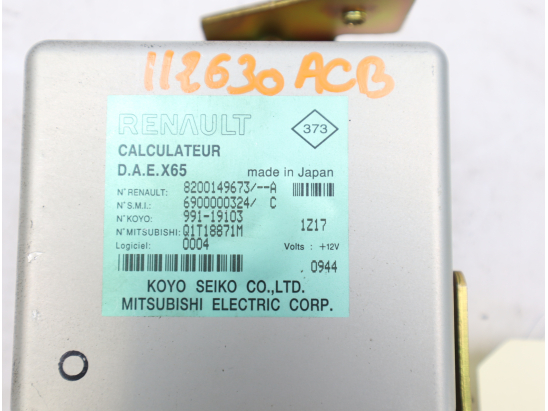 112630 ACB
RENAULT
373
CALCULATEUR
D.A.E.X65
made in Japan
N° RENAULT: 8200149673/--A
N° S.M.I.: 6900000324/ C
N° KOYO: 991-19103
N° MITSUBISHI: Q1T18871M 1Z17
Logiciel: 0004 Volts : +12V
. 0944
KOYO SEIKO CO.,LTD.
MITSUBISHI ELECTRIC CORP.